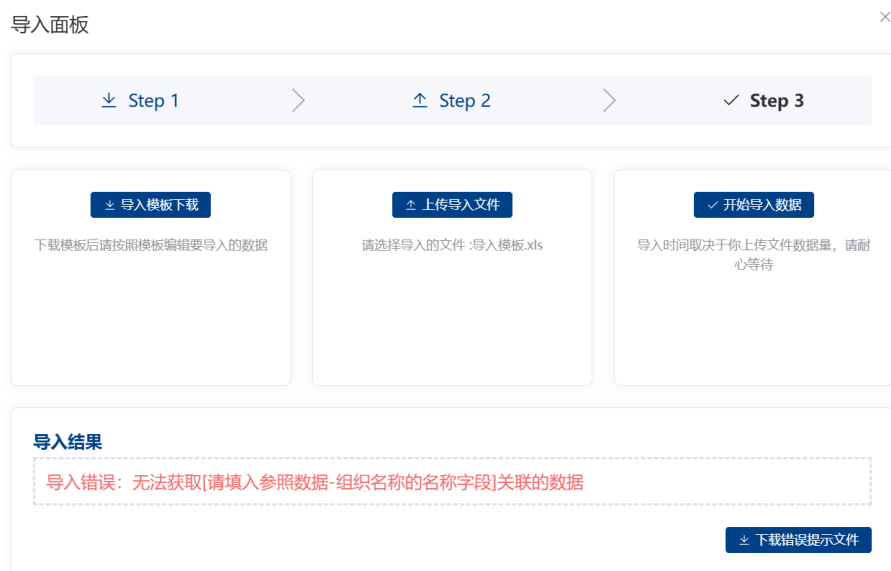 导入面板
Step 1
Step 2
Step 3
导入模板下载
上传导入文件
开始导入数据
下载模板后请按照模板编辑要导入的数据
请选择导入的文件 :导入模板.xls
导入时间取决于你上传文件数据量，请耐
心等待
导入结果
导入错误：无法获取[请填入参照数据-组织名称的名称字段]关联的数据
下载错误提示文件